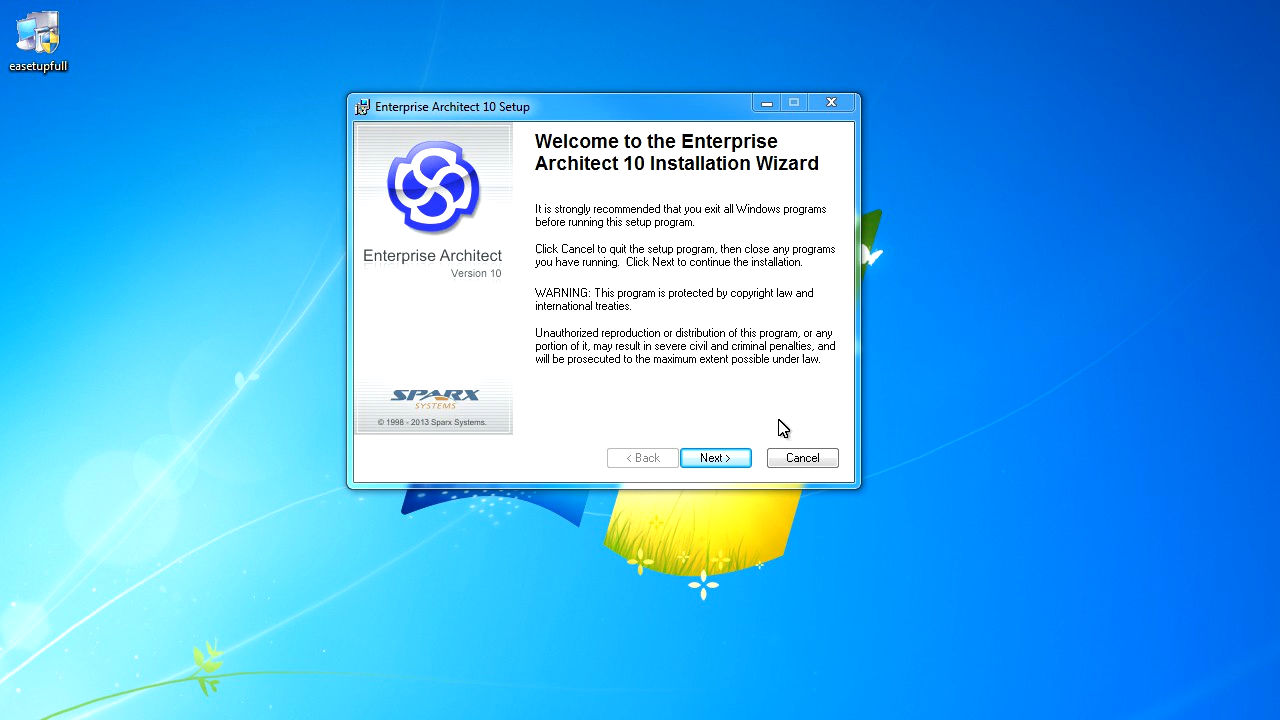 easetupfull
Enterprise Architect 10 Setup
Welcome to the Enterprise
Architect 10 Installation Wizard
It is strongly recommended that you exit all Windows programs
before running this setup program.
Click Cancel to quit the setup program, then close any programs
you have running. Click Next to continue the installation.
WARNING: This program is protected by copyright law and
international treaties.
Unauthorized reproduction or distribution of this program, or any
portion of it, may result in severe civil and criminal penalties, and
will be prosecuted to the maximum extent possible under law.
Enterprise Architect
Version 10
SPARX
SYSTEMS
© 1998 - 2013 Sparx Systems.
< Back
Next >
Cancel